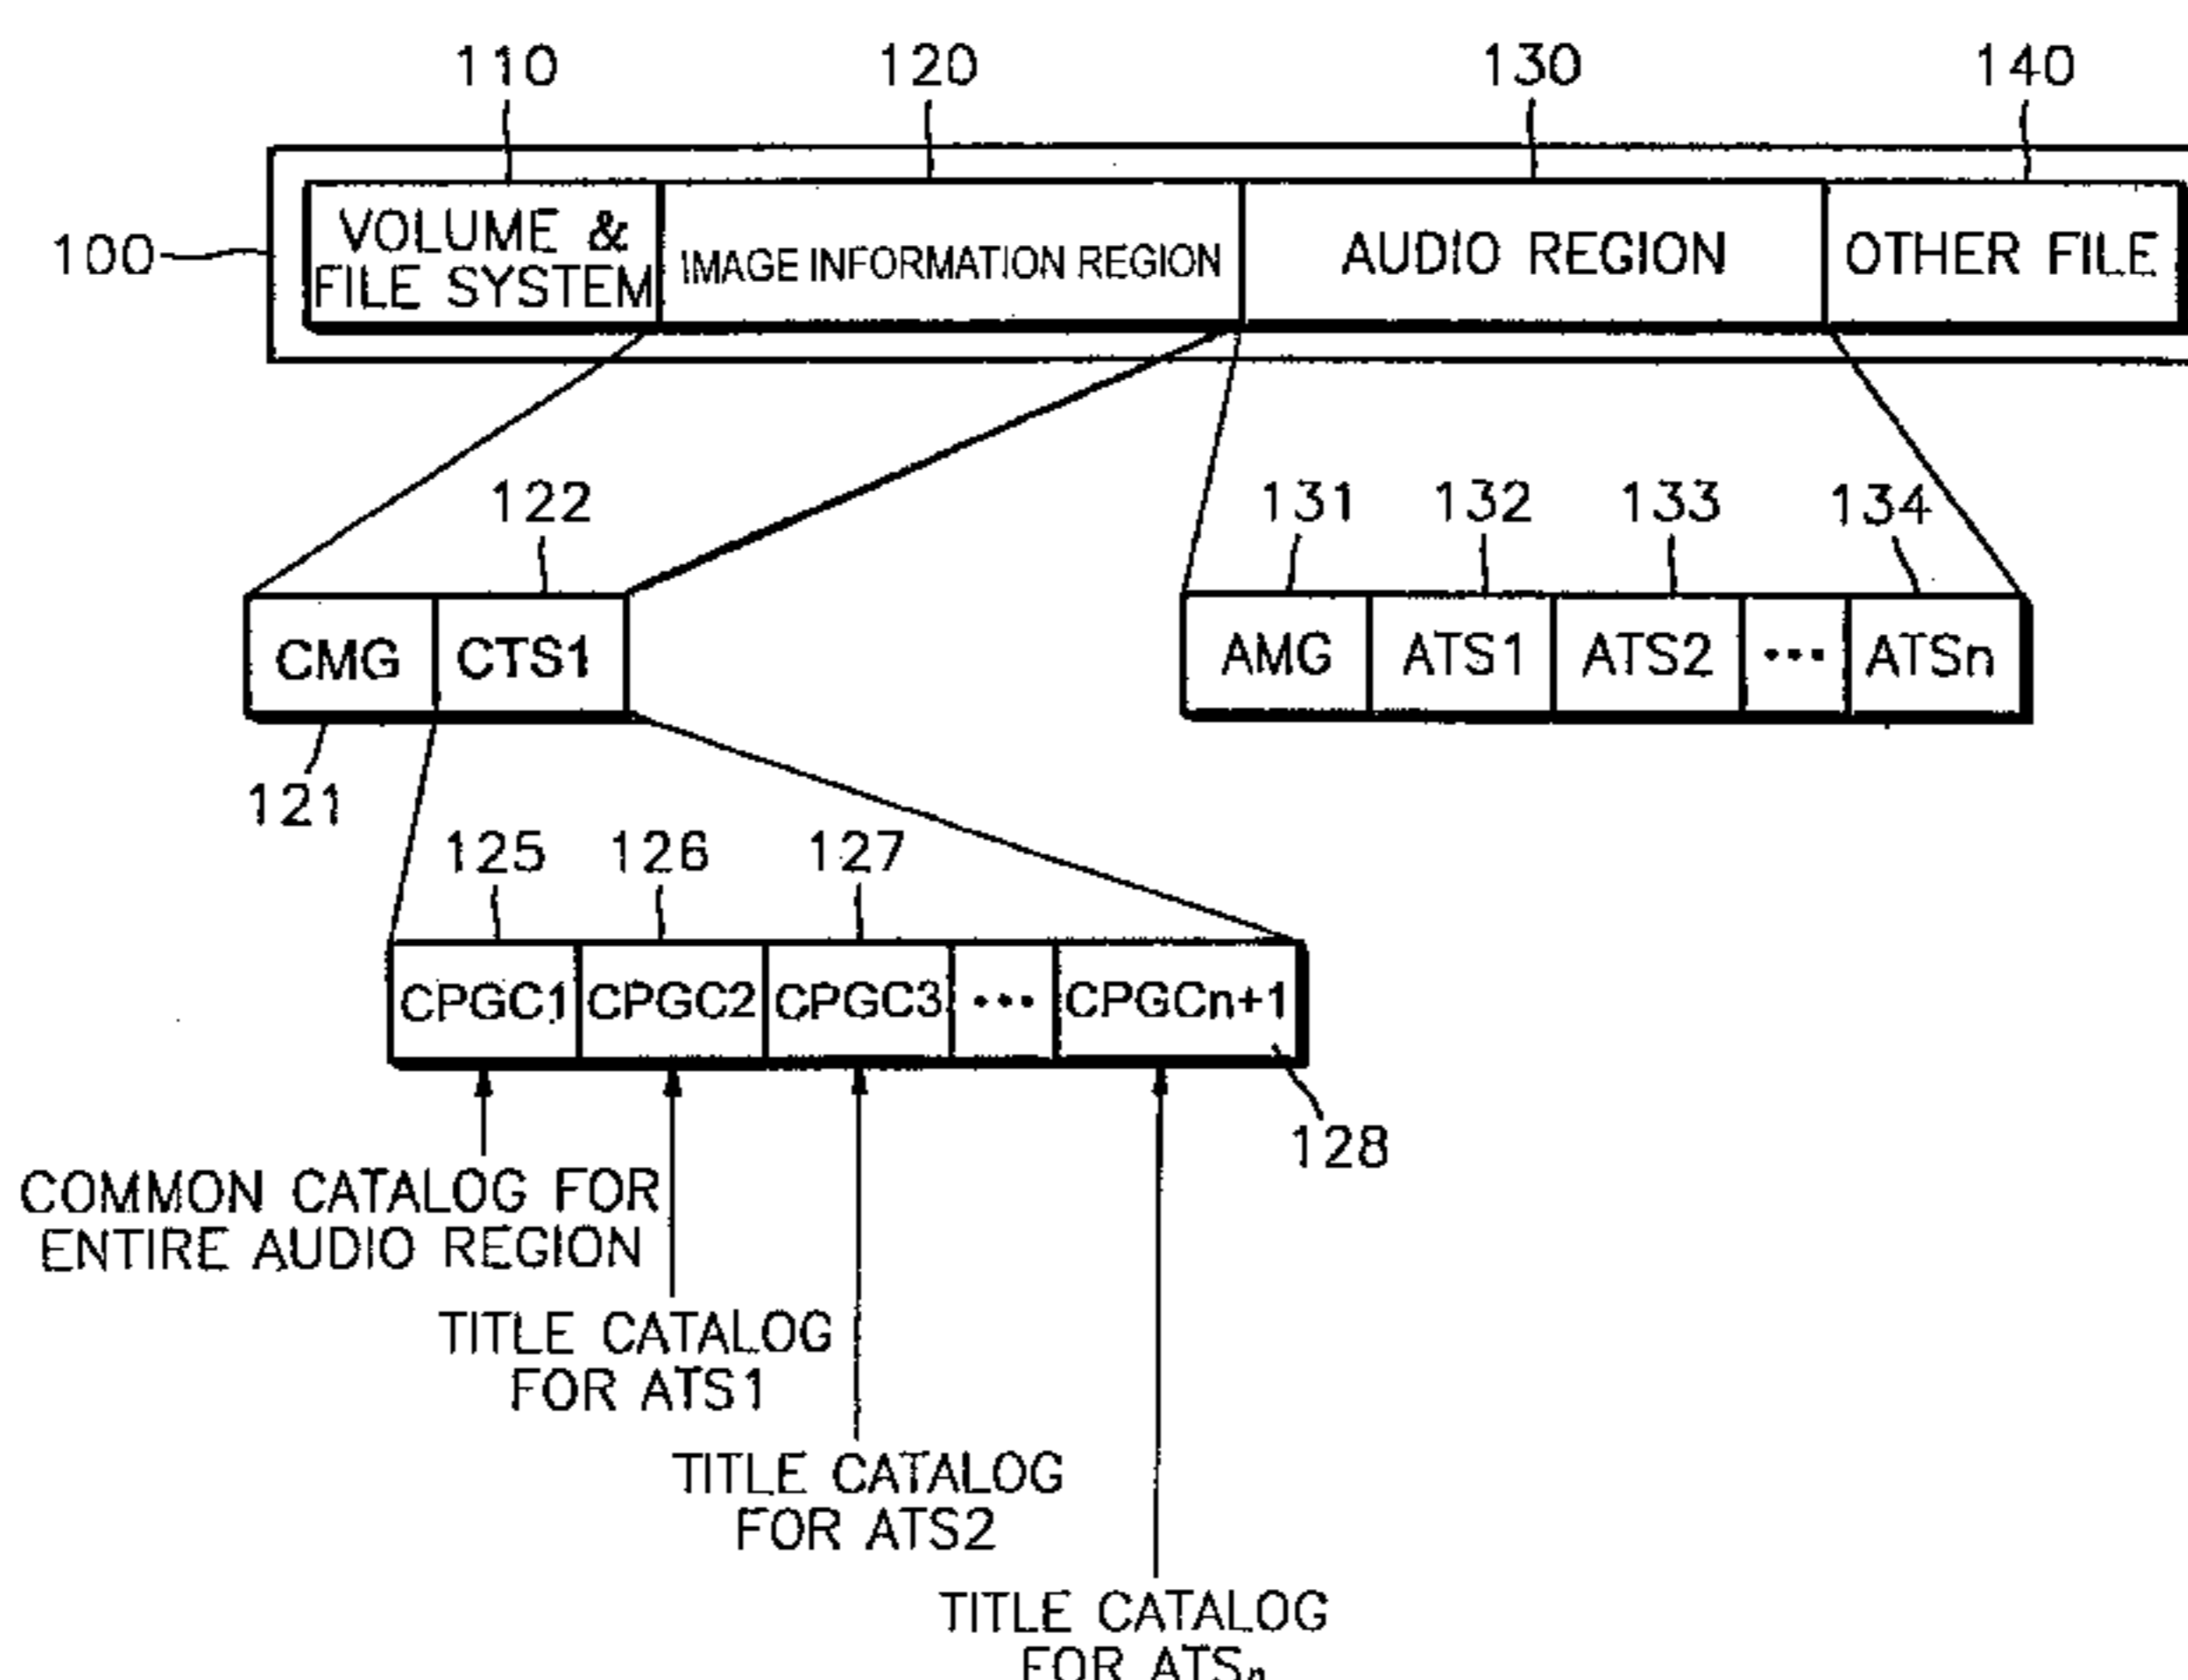 110
120
130
140
100
VOLUME &
FILE SYSTEM
IMAGE INFORMATION REGION
AUDIO REGION
OTHER FILE
122
131
132
133
134
CMG
CTS1
AMG
ATS1
ATS2
•••
ATSn
121
125
126
127
CPGC1
CPGC2
CPGC3
•••
CPGCn+1
128
COMMON CATALOG FOR
ENTIRE AUDIO REGION
TITLE CATALOG
FOR ATS1
TITLE CATALOG
FOR ATS2
TITLE CATALOG
FOR ATSn